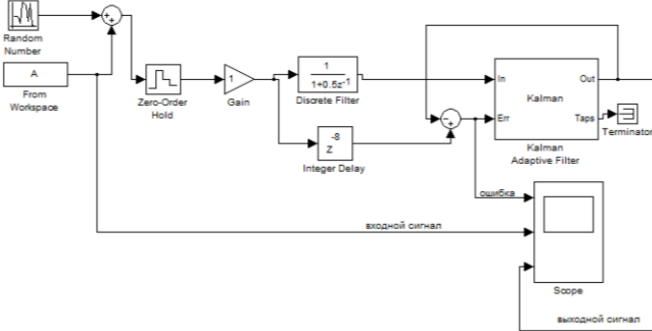 Random
Number
A
From
Workspace
Zero-Order
Hold
1
Gain
1
1+0.5z-1
Discrete Filter
-8
Z
Integer Delay
In
Out
Kalman
Err
Taps
Kalman
Adaptive Filter
Terminator
ошибка
входной сигнал
Scope
выходной сигнал